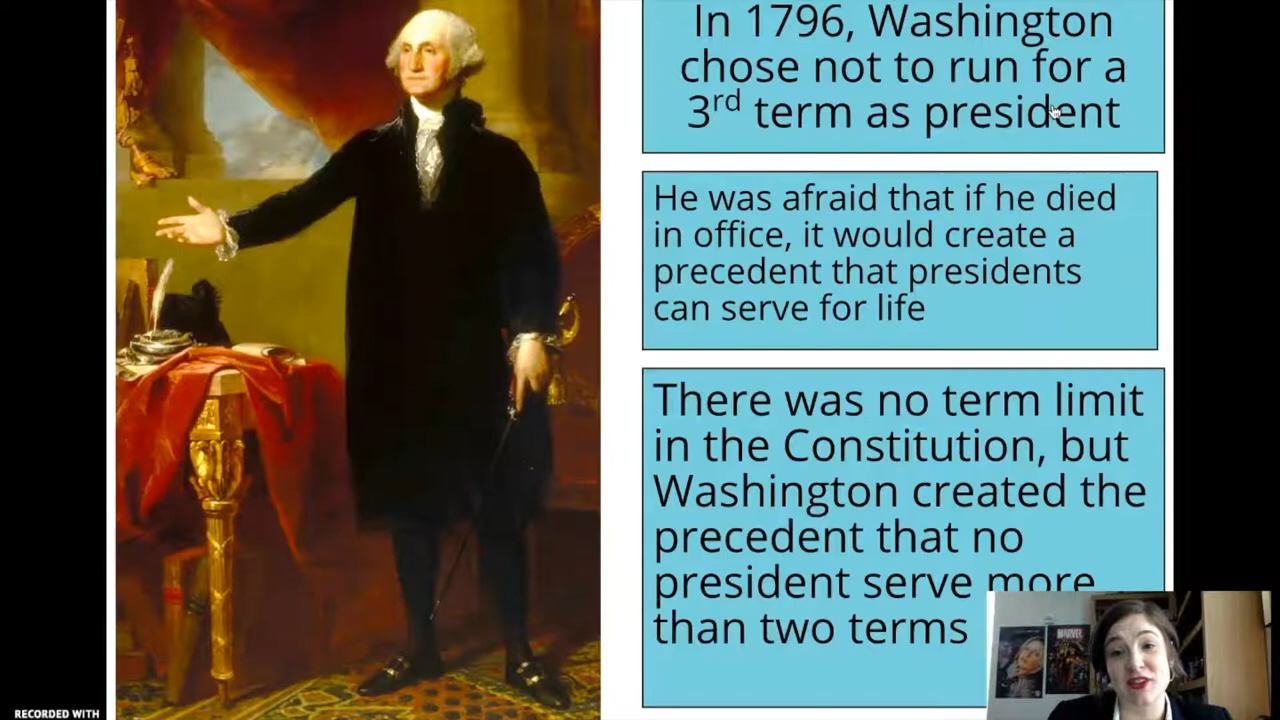 In 1796, Washington
chose not to run for a
3rd term as president
He was afraid that if he died
in office, it would create a
precedent that presidents
can serve for life
There was no term limit
in the Constitution, but
Washington created the
precedent that no
president serve more
than two terms
MARVEL
RECORDED WITH